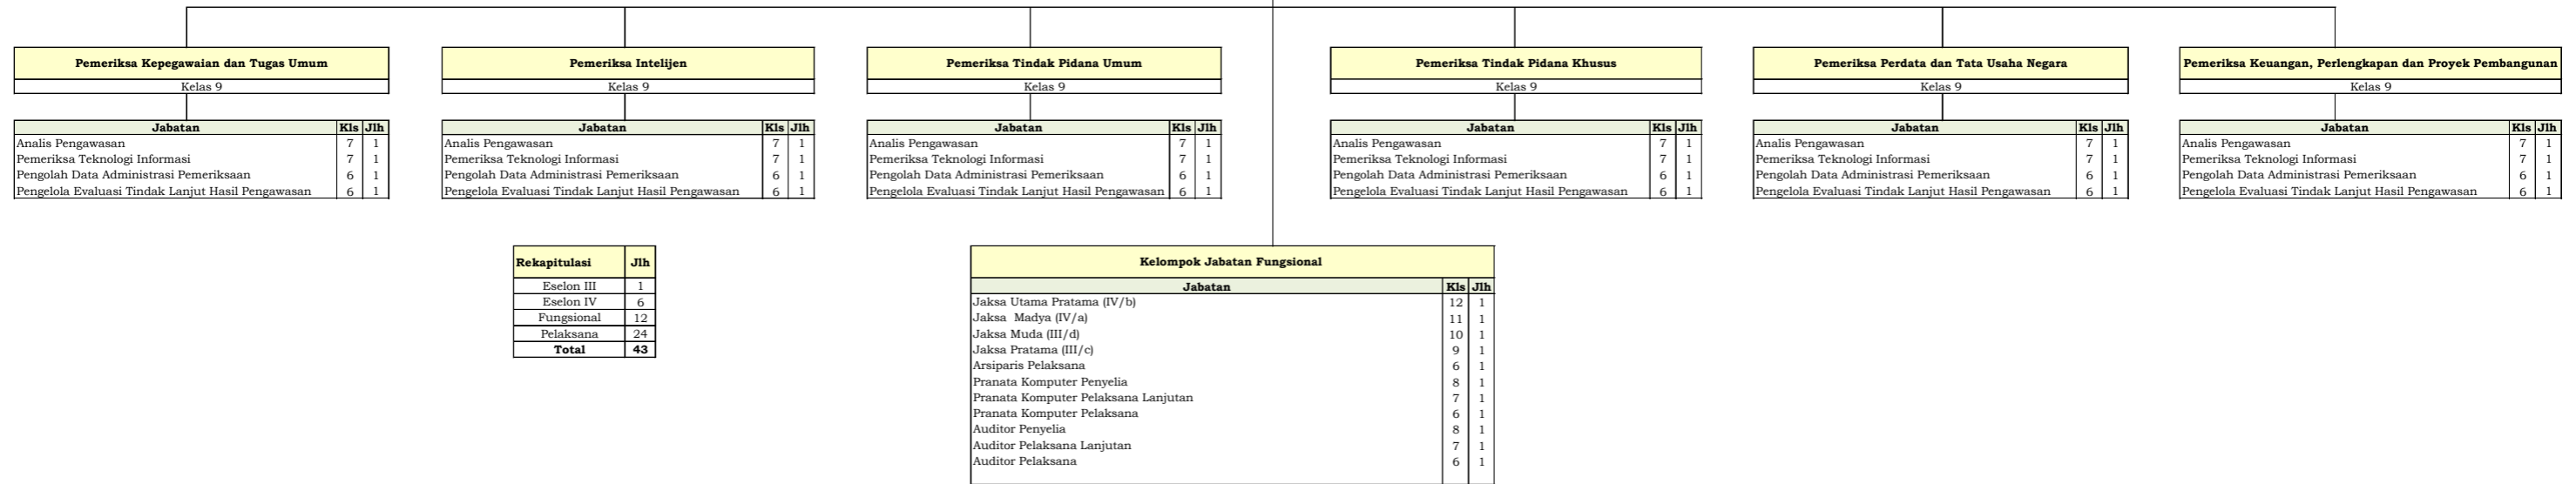 Pemeriksa Kepegawaian dan Tugas Umum
Kelas 9
Jabatan Kls Jlh
Analis Pengawasan 7 1
Pemeriksa Teknologi Informasi 7 1
Pengolah Data Administrasi Pemeriksaan 6 1
Pengelola Evaluasi Tindak Lanjut Hasil Pengawasan 6 1
Pemeriksa Intelijen
Kelas 9
Jabatan Kls Jlh
Analis Pengawasan 7 1
Pemeriksa Teknologi Informasi 7 1
Pengolah Data Administrasi Pemeriksaan 6 1
Pengelola Evaluasi Tindak Lanjut Hasil Pengawasan 6 1
Pemeriksa Tindak Pidana Umum
Kelas 9
Jabatan Kls Jlh
Analis Pengawasan 7 1
Pemeriksa Teknologi Informasi 7 1
Pengolah Data Administrasi Pemeriksaan 6 1
Pengelola Evaluasi Tindak Lanjut Hasil Pengawasan 6 1
Pemeriksa Tindak Pidana Khusus
Kelas 9
Jabatan Kls Jlh
Analis Pengawasan 7 1
Pemeriksa Teknologi Informasi 7 1
Pengolah Data Administrasi Pemeriksaan 6 1
Pengelola Evaluasi Tindak Lanjut Hasil Pengawasan 6 1
Pemeriksa Perdata dan Tata Usaha Negara
Kelas 9
Jabatan Kls Jlh
Analis Pengawasan 7 1
Pemeriksa Teknologi Informasi 7 1
Pengolah Data Administrasi Pemeriksaan 6 1
Pengelola Evaluasi Tindak Lanjut Hasil Pengawasan 6 1
Pemeriksa Keuangan, Perlengkapan dan Proyek Pembangunan
Kelas 9
Jabatan Kls Jlh
Analis Pengawasan 7 1
Pemeriksa Teknologi Informasi 7 1
Pengolah Data Administrasi Pemeriksaan 6 1
Pengelola Evaluasi Tindak Lanjut Hasil Pengawasan 6 1
Rekapitulasi Jlh
Eselon III 1
Eselon IV 6
Fungsional 12
Pelaksana 24
Total 43
Kelompok Jabatan Fungsional
Jabatan Kls Jlh
Jaksa Utama Pratama (IV/b) 12 1
Jaksa Madya (IV/a) 11 1
Jaksa Muda (III/d) 10 1
Jaksa Pratama (III/c) 9 1
Arsiparis Pelaksana 6 1
Pranata Komputer Penyelia 8 1
Pranata Komputer Pelaksana Lanjutan 7 1
Pranata Komputer Pelaksana 6 1
Auditor Penyelia 8 1
Auditor Pelaksana Lanjutan 7 1
Auditor Pelaksana 6 1